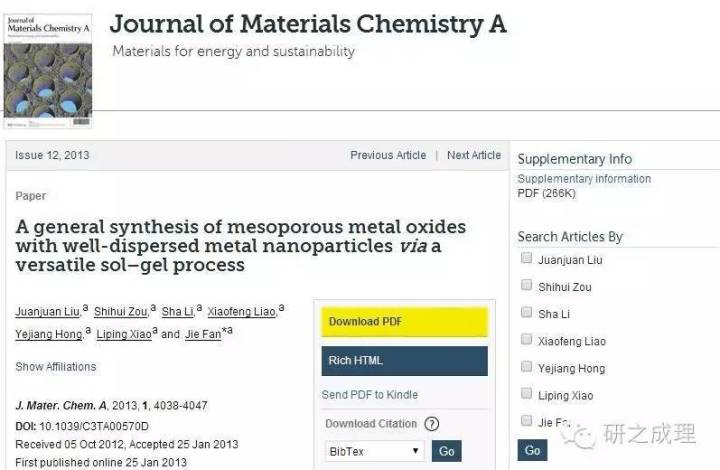 Journal of
Materials Chemistry A
Journal of Materials Chemistry A
Materials for energy and sustainability
Issue 12, 2013
Previous Article | Next Article
Paper
A general synthesis of mesoporous metal oxides
with well-dispersed metal nanoparticles via a
versatile sol–gel process
Juanjuan Liu,a Shihui Zou,a Sha Li,a Xiaofeng Liao,a
Yejiang Hong,a Liping Xiaoa and Jie Fan*a
Show Affiliations
J. Mater. Chem. A, 2013, 1, 4038-4047
DOI: 10.1039/C3TA00570D
Received 05 Oct 2012, Accepted 25 Jan 2013
First published online 25 Jan 2013
Download PDF
Rich HTML
Send PDF to Kindle
Download Citation ?
BibTex
Go
Supplementary Info
Supplementary information
PDF (266K)
Search Articles By
Juanjuan Liu
Shihui Zou
Sha Li
Xiaofeng Liao
Yejiang Hong
Liping Xiao
Jie
Go
研之成理